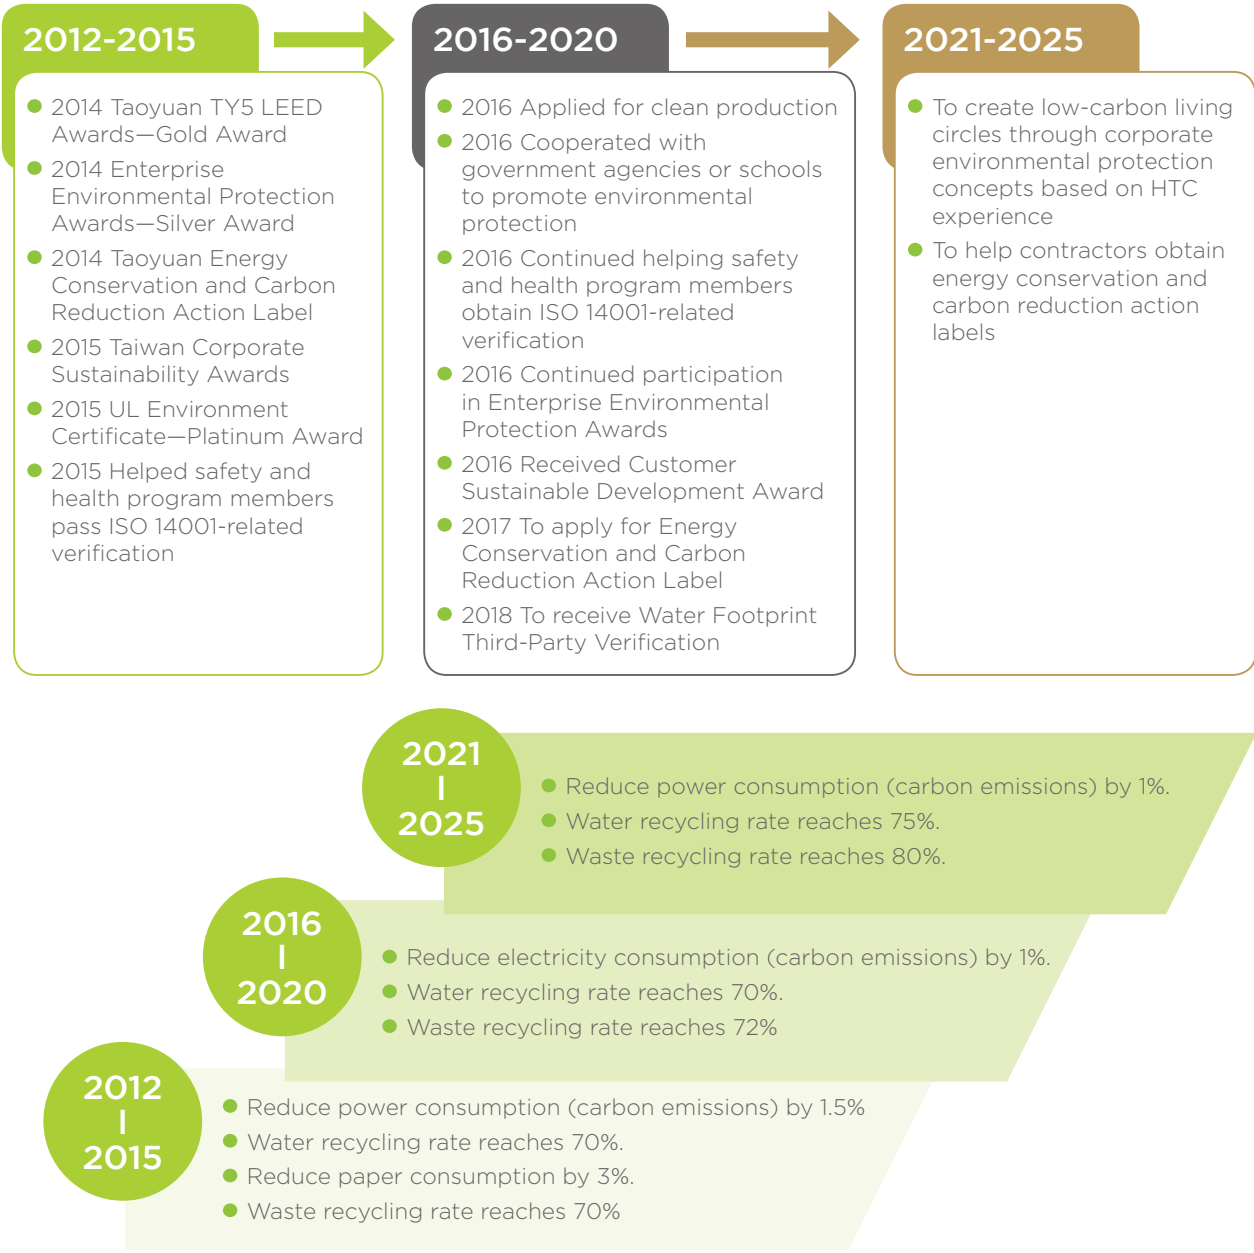 2012-2015
2014 Taoyuan TY5 LEED
Awards—Gold Award
2014 Enterprise
Environmental Protection
Awards—Silver Award
2014 Taoyuan Energy
Conservation and Carbon
Reduction Action Label
2015 Taiwan Corporate
Sustainability Awards
2015 UL Environment
Certificate—Platinum Award
2015 Helped safety and
health program members
pass ISO 14001-related
verification
2016-2020
2016 Applied for clean production
2016 Cooperated with
government agencies or schools
to promote environmental
protection
2016 Continued helping safety
and health program members
obtain ISO 14001-related
verification
2016 Continued participation
in Enterprise Environmental
Protection Awards
2016 Received Customer
Sustainable Development Award
2017 To apply for Energy
Conservation and Carbon
Reduction Action Label
2018 To receive Water Footprint
Third-Party Verification
2021-2025
To create low-carbon living
circles through corporate
environmental protection
concepts based on HTC
experience
To help contractors obtain
energy conservation and
carbon reduction action
labels
2021
|
2025
Reduce power consumption (carbon emissions) by 1%.
Water recycling rate reaches 75%.
Waste recycling rate reaches 80%.
2016
|
2020
Reduce electricity consumption (carbon emissions) by 1%.
Water recycling rate reaches 70%.
Waste recycling rate reaches 72%
2012
|
2015
Reduce power consumption (carbon emissions) by 1.5%
Water recycling rate reaches 70%.
Reduce paper consumption by 3%.
Waste recycling rate reaches 70%